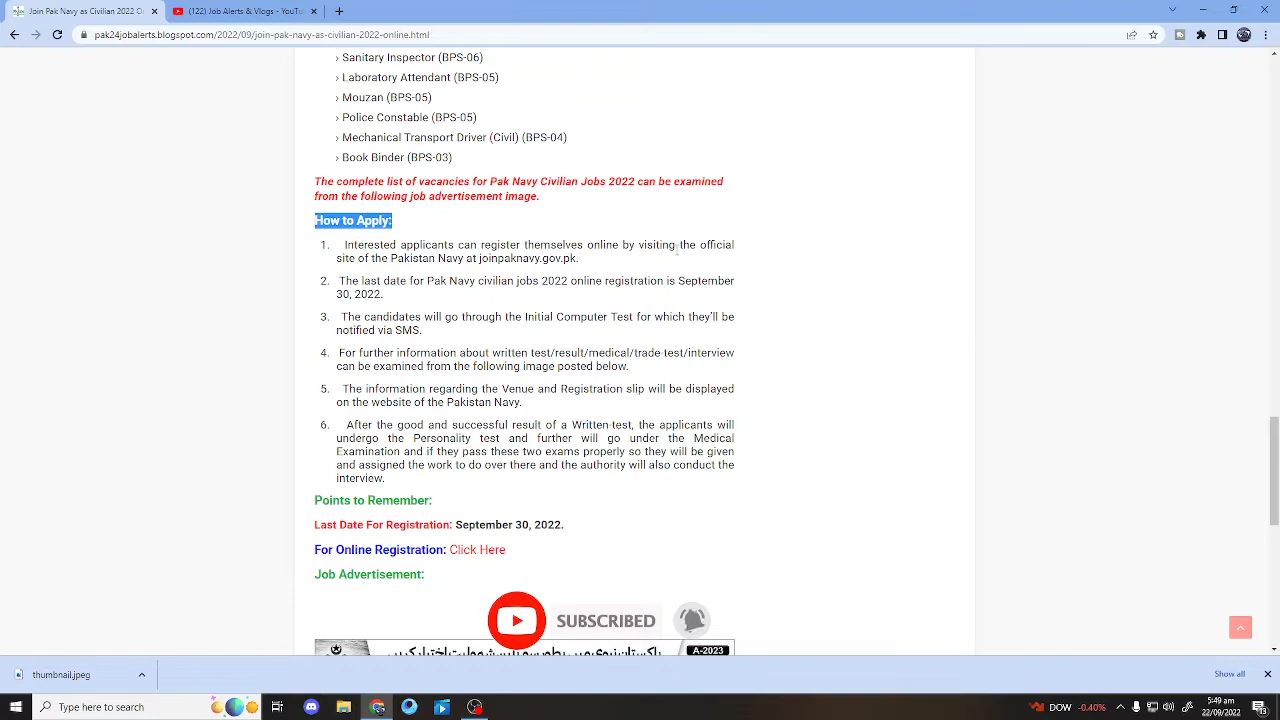 Join Pak Navy as Civilian 2022 O
(122) Job Alerts & Vlogs - YouTu
pak24jobalerts.blogspot.com/2022/09/join-pak-navy-as-civilian-2022-online.html
› Sanitary Inspector (BPS-06)
› Laboratory Attendant (BPS-05)
› Mouzan (BPS-05)
› Police Constable (BPS-05)
› Mechanical Transport Driver (Civil) (BPS-04)
› Book Binder (BPS-03)
The complete list of vacancies for Pak Navy Civilian Jobs 2022 can be examined
from the following job advertisement image.
How to Apply:
1. Interested applicants can register themselves online by visiting the official
site of the Pakistan Navy at joinpaknavy.gov.pk.
2. The last date for Pak Navy civilian jobs 2022 online registration is September
30, 2022.
3. The candidates will go through the Initial Computer Test for which they'll be
notified via SMS.
4. For further information about written test/result/medical/trade-test/interview
can be examined from the following image posted below.
5. The information regarding the Venue and Registration slip will be displayed
on the website of the Pakistan Navy.
6. After the good and successful result of a Written-test, the applicants will
undergo the Personality test and further will go under the Medical
Examination and if they pass these two exams properly so they will be given
and assigned the work to do over there and the authority will also conduct the
interview.
Points to Remember:
Last Date For Registration: September 30, 2022.
For Online Registration: Click Here
Job Advertisement:
SUBSCRIBED
A-2023
thumbnail.jpeg
Show all
Type here to search
DOW -0.40%
5:49 am
22/09/2022